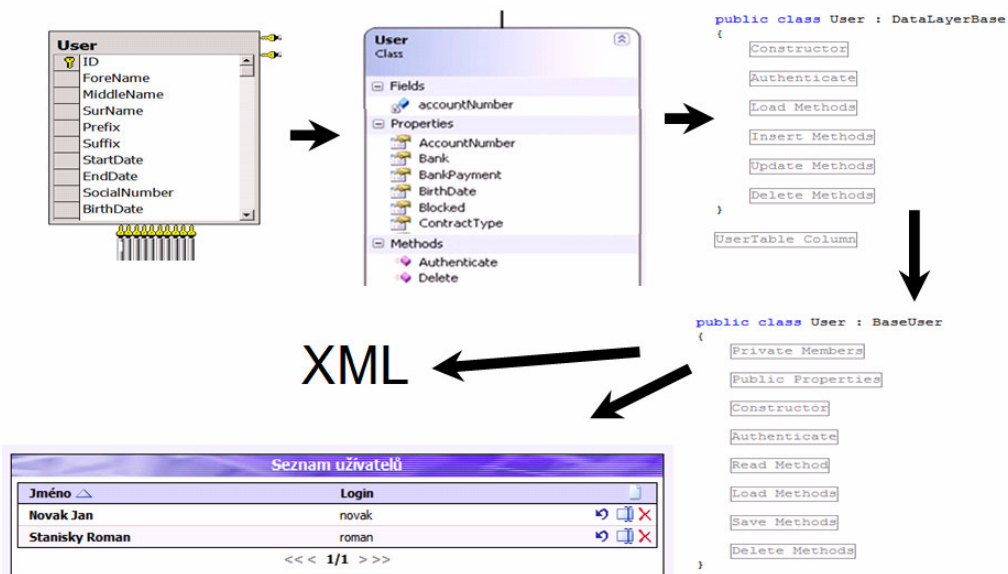 User
ID
ForeName
MiddleName
SurName
Prefix
Suffix
StartDate
EndDate
SocialNumber
BirthDate
User
Class
Fields
accountNumber
Properties
AccountNumber
Bank
BankPayment
BirthDate
Blocked
ContractType
Methods
Authenticate
Delete
public class User : DataLayerBase
{
Constructor
Authenticate
Load Methods
Insert Methods
Update Methods
Delete Methods
}
UserTable Column
public class User : BaseUser
{
Private Members
Public Properties
Constructor
Authenticate
Read Method
Load Methods
Save Methods
Delete Methods
}
XML
Seznam uživatelů
Jméno Login
Novak Jan novak
Stanisky Roman roman
<<< 1/1 >>>